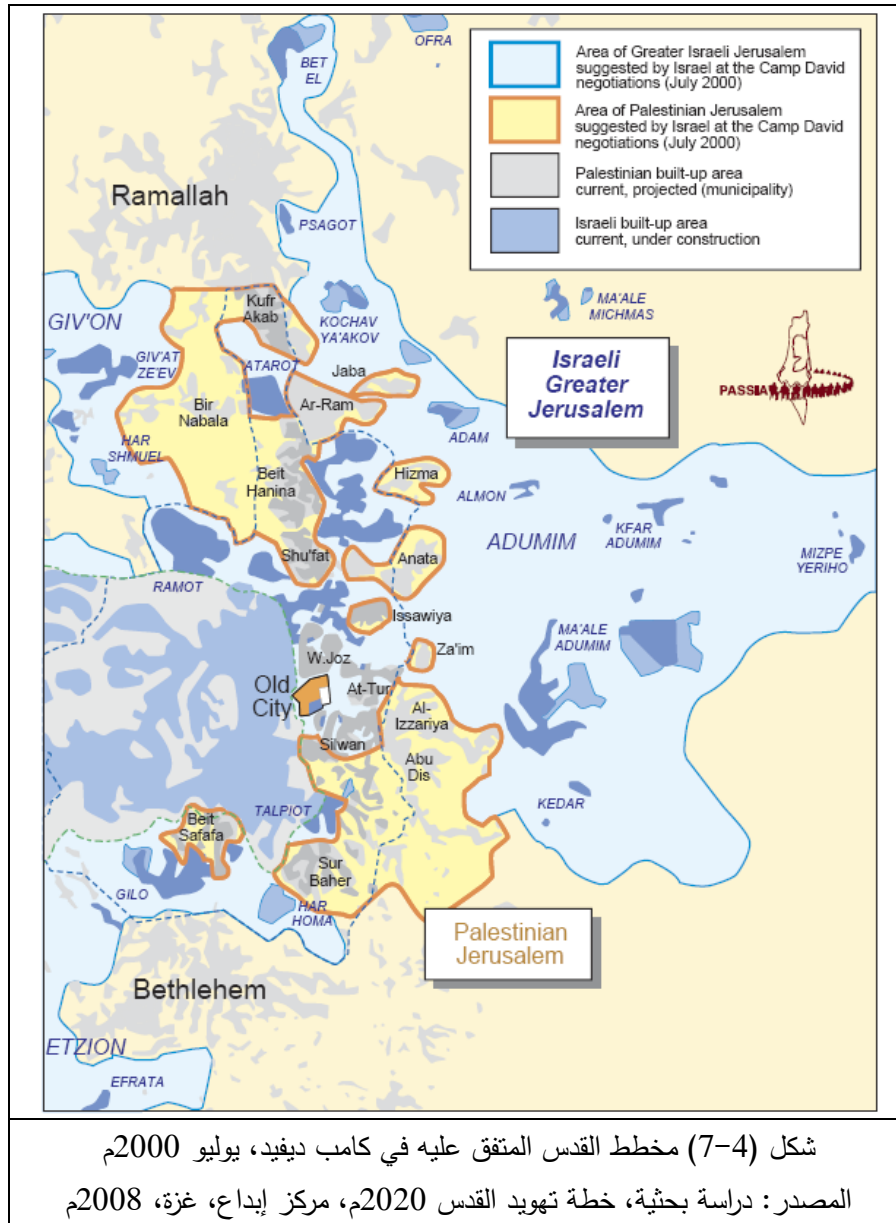 OFRA
BET
EL
Area of Greater Israeli Jerusalem
suggested by Israel at the Camp David
negotiations (July 2000)
Area of Palestinian Jerusalem
suggested by Israel at the Camp David
negotiations (July 2000)
Palestinian built-up area
current, projected (municipality)
Israeli built-up area
current, under construction
Ramallah
PSAGOT
Kufr
Akab
KOCHAV
YA'AKOV
MA'ALE
MICHMAS
GIV'ON
GIV'AT
ZE'EV
ATAROT
Jaba
Ar-Ram
Israeli
Greater
Jerusalem
PASSIA
Bir
Nabala
ADAM
HAR
SHMUEL
Beit
Hanina
Hizma
ALMON
ADUMIM
KFAR
ADUMIM
MIZPE
YERIHO
Shu'fat
Anata
RAMOT
Issawiya
W.Joz
Za'im
MA'ALE
ADUMIM
Old
City
At-Tur
Al-
Izzariya
Silwan
Abu
Dis
TALPIOT
KEDAR
Beit
Safafa
Sur
Baher
GILO
HAR
HOMA
Palestinian
Jerusalem
Bethlehem
ETZION
EFRATA
شكل (4-7) مخطط القدس المتفق عليه في كامب ديفيد، يوليو 2000م
المصدر: دراسة بحثية، خطة تهويد القدس 2020م، مركز إبداع، غزة، 2008م